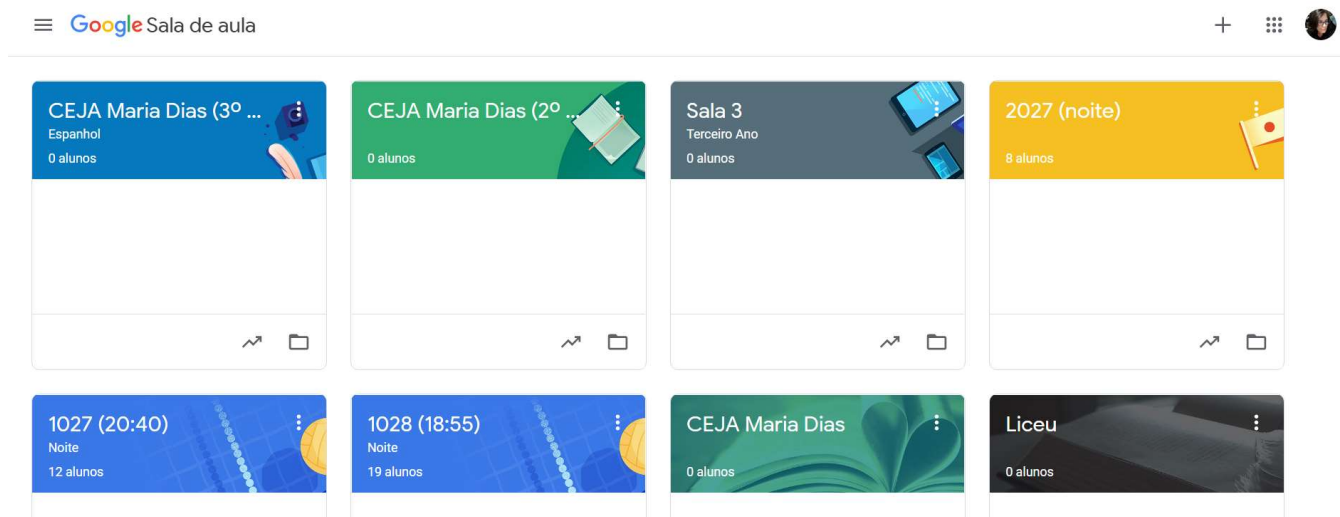 Google Sala de aula
CEJA Maria Dias (3º ...
Espanhol
0 alunos
CEJA Maria Dias (2º ...
0 alunos
Sala 3
Terceiro Ano
0 alunos
2027 (noite)
8 alunos
1027 (20:40)
Noite
12 alunos
1028 (18:55)
Noite
19 alunos
CEJA Maria Dias
0 alunos
Liceu
0 alunos